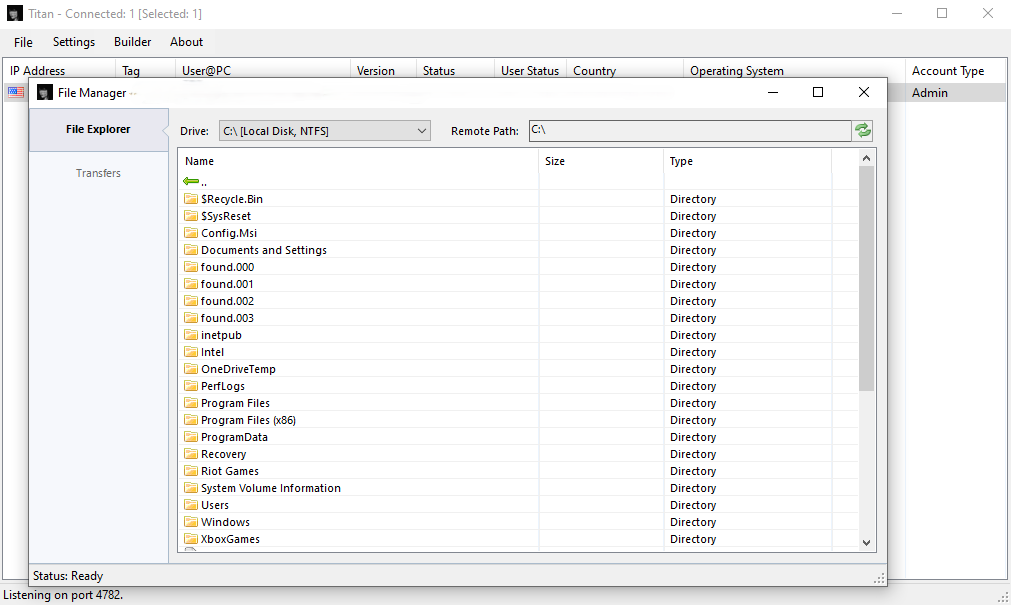 Titan - Connected: 1 [Selected: 1]
File Settings Builder About
IP Address Tag User@PC Version Status User Status Country Operating System Account Type
Admin
File Manager -
File Explorer
Transfers
Drive: C:\ [Local Disk, NTFS] Remote Path: C:\
Name Size Type
..
$Recycle.Bin Directory
$SysReset Directory
Config.Msi Directory
Documents and Settings Directory
found.000 Directory
found.001 Directory
found.002 Directory
found.003 Directory
inetpub Directory
Intel Directory
OneDriveTemp Directory
PerfLogs Directory
Program Files Directory
Program Files (x86) Directory
ProgramData Directory
Recovery Directory
Riot Games Directory
System Volume Information Directory
Users Directory
Windows Directory
XboxGames Directory
Status: Ready
Listening on port 4782.